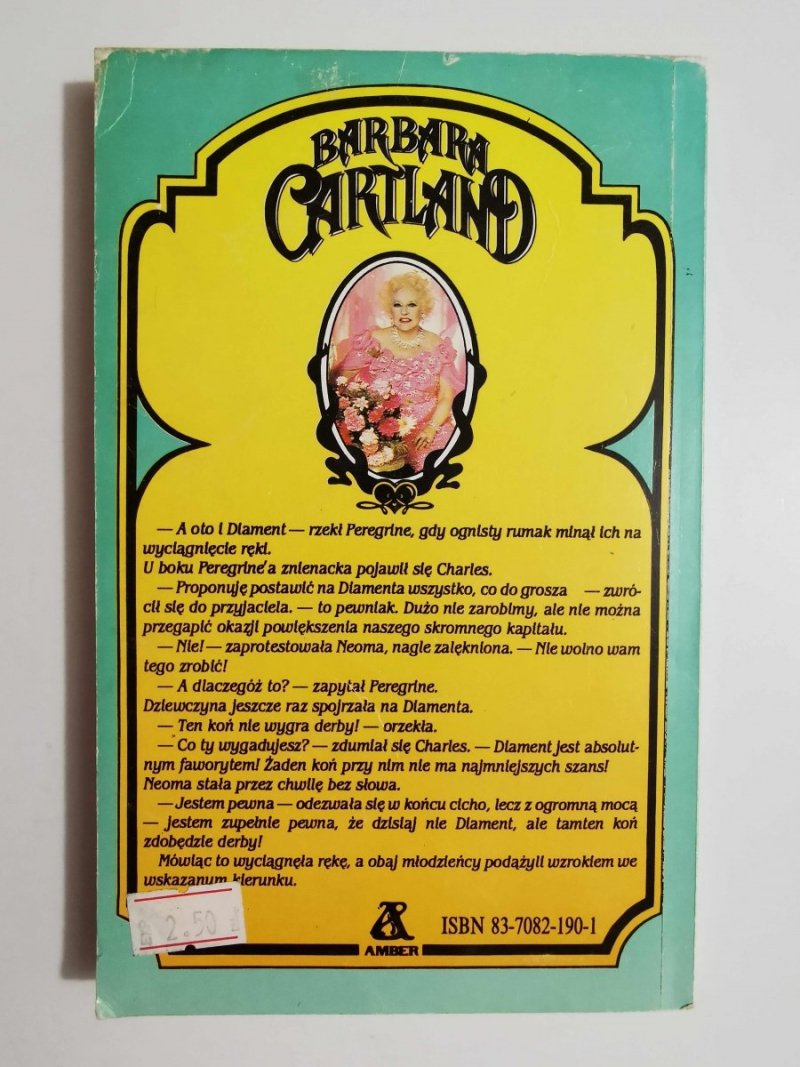 BARBARA
CARTLAND
— A oto i Diament — rzekł Peregrine, gdy ognisty rumak minął ich na
wyciągnięcie ręki.
U boku Peregrine'a znienacka pojawił się Charles.
— Proponuję postawić na Diamenta wszystko, co do grosza — zwró-
cił się do przyjaciela. — to pewniak. Dużo nie zarobimy, ale nie można
przegapić okazji powiększenia naszego skromnego kapitału.
— Nie! — zaprotestowała Neoma, nagle zalękniona. — Nie wolno wam
tego zrobić!
— A dlaczegóż to? — zapytał Peregrine.
Dziewczyna jeszcze raz spojrzała na Diamenta.
— Ten koń nie wygra derby! — orzekła.
— Co ty wygadujesz? — zdumiał się Charles. — Diament jest absolut-
nym faworytem! Żaden koń przy nim nie ma najmniejszych szans!
Neoma stała przez chwilę bez słowa.
— Jestem pewna — odezwała się w końcu cicho, lecz z ogromną mocą
— jestem zupełnie pewna, że dzisiaj nie Diament, ale tamten koń
zdobędzie derby!
Mówiąc to wyciągnęła rękę, a obaj młodzieńcy podążyli wzrokiem we
wskazanym kierunku.
2.50
AMBER
ISBN 83-7082-190-1